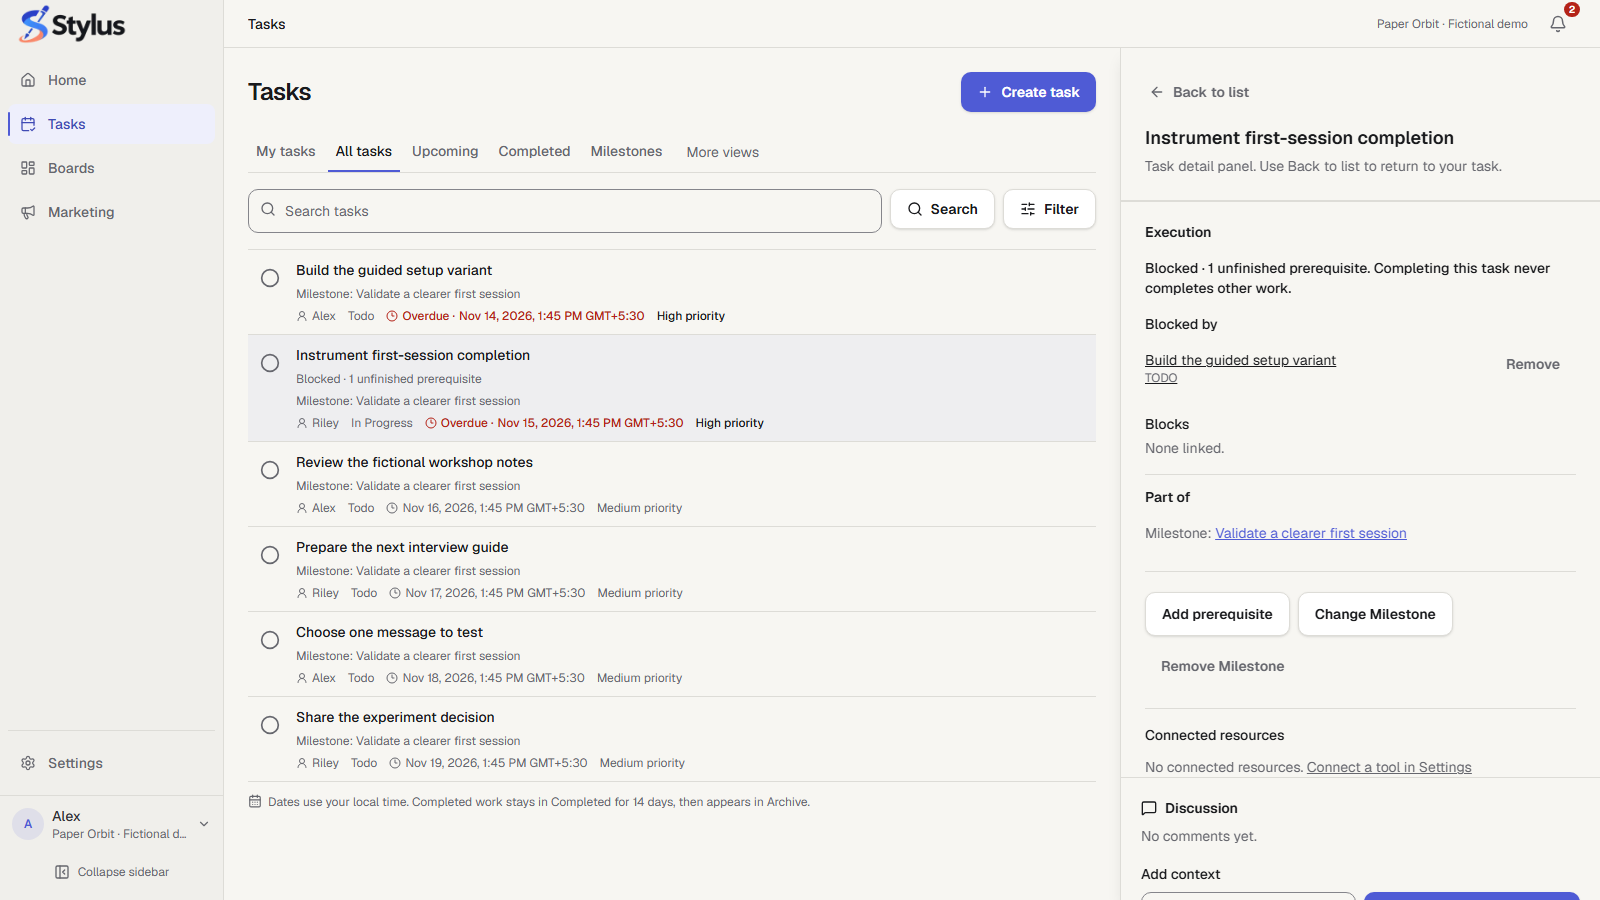 Stylus
Home
Tasks
Boards
Marketing
Settings
A
Alex
Paper Orbit · Fictional d...
Collapse sidebar
Tasks
Paper Orbit · Fictional demo
2
Tasks
Create task
My tasks
All tasks
Upcoming
Completed
Milestones
More views
Search tasks
Search
Filter
Build the guided setup variant
Milestone: Validate a clearer first session
Alex Todo Overdue · Nov 14, 2026, 1:45 PM GMT+5:30 High priority
Instrument first-session completion
Blocked · 1 unfinished prerequisite
Milestone: Validate a clearer first session
Riley In Progress Overdue · Nov 15, 2026, 1:45 PM GMT+5:30 High priority
Review the fictional workshop notes
Milestone: Validate a clearer first session
Alex Todo Nov 16, 2026, 1:45 PM GMT+5:30 Medium priority
Prepare the next interview guide
Milestone: Validate a clearer first session
Riley Todo Nov 17, 2026, 1:45 PM GMT+5:30 Medium priority
Choose one message to test
Milestone: Validate a clearer first session
Alex Todo Nov 18, 2026, 1:45 PM GMT+5:30 Medium priority
Share the experiment decision
Milestone: Validate a clearer first session
Riley Todo Nov 19, 2026, 1:45 PM GMT+5:30 Medium priority
Dates use your local time. Completed work stays in Completed for 14 days, then appears in Archive.
Back to list
Instrument first-session completion
Task detail panel. Use Back to list to return to your task.
Execution
Blocked · 1 unfinished prerequisite. Completing this task never
completes other work.
Blocked by
Build the guided setup variant
TODO
Remove
Blocks
None linked.
Part of
Milestone: Validate a clearer first session
Add prerequisite
Change Milestone
Remove Milestone
Connected resources
No connected resources. Connect a tool in Settings
Discussion
No comments yet.
Add context